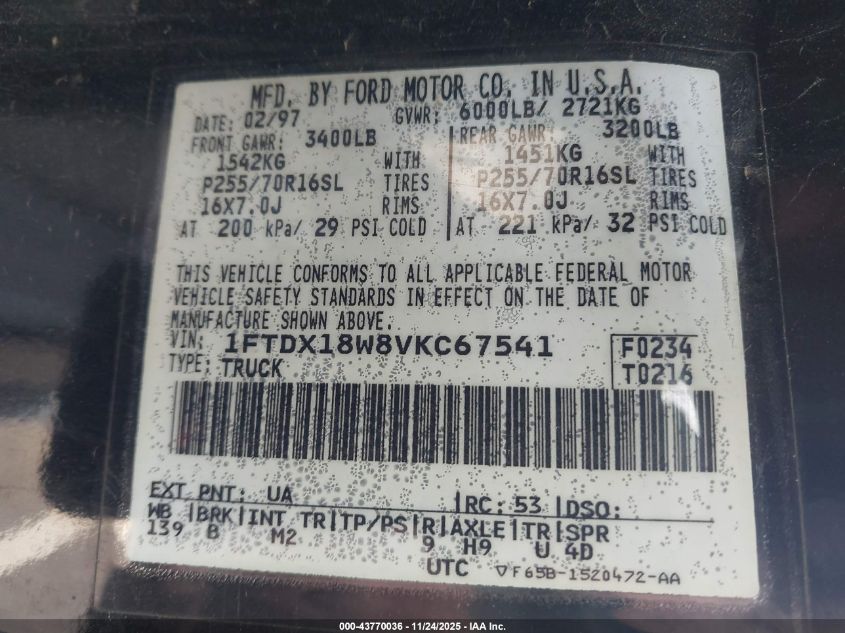 MFD. BY FORD MOTOR CO. IN U.S.A.
DATE: 02/97 GVWR: 6000LB/ 2721KG
FRONT GAWR: 3400LB REAR GAWR: 3200LB
1542KG WITH 1451KG WITH
P255/70R16SL TIRES P255/70R16SL TIRES
16X7.0J RIMS 16X7.0J RIMS
AT 200 kPa/ 29 PSI COLD AT 221 kPa/ 32 PSI COLD
THIS VEHICLE CONFORMS TO ALL APPLICABLE FEDERAL MOTOR
VEHICLE SAFETY STANDARDS IN EFFECT ON THE DATE OF
MANUFACTURE SHOWN ABOVE.
VIN: 1FTDX18W8VKC67541 F0234
TYPE: TRUCK T0216
EXT PNT: UA RC: 53 DSO:
WB BRK INT TR TP/PS R AXLE TR SPR
139 B M2 9 H9 U 4D
UTC ▽F65B-1520472-AA
000-43770036 - 11/24/2025 - IAA Inc.